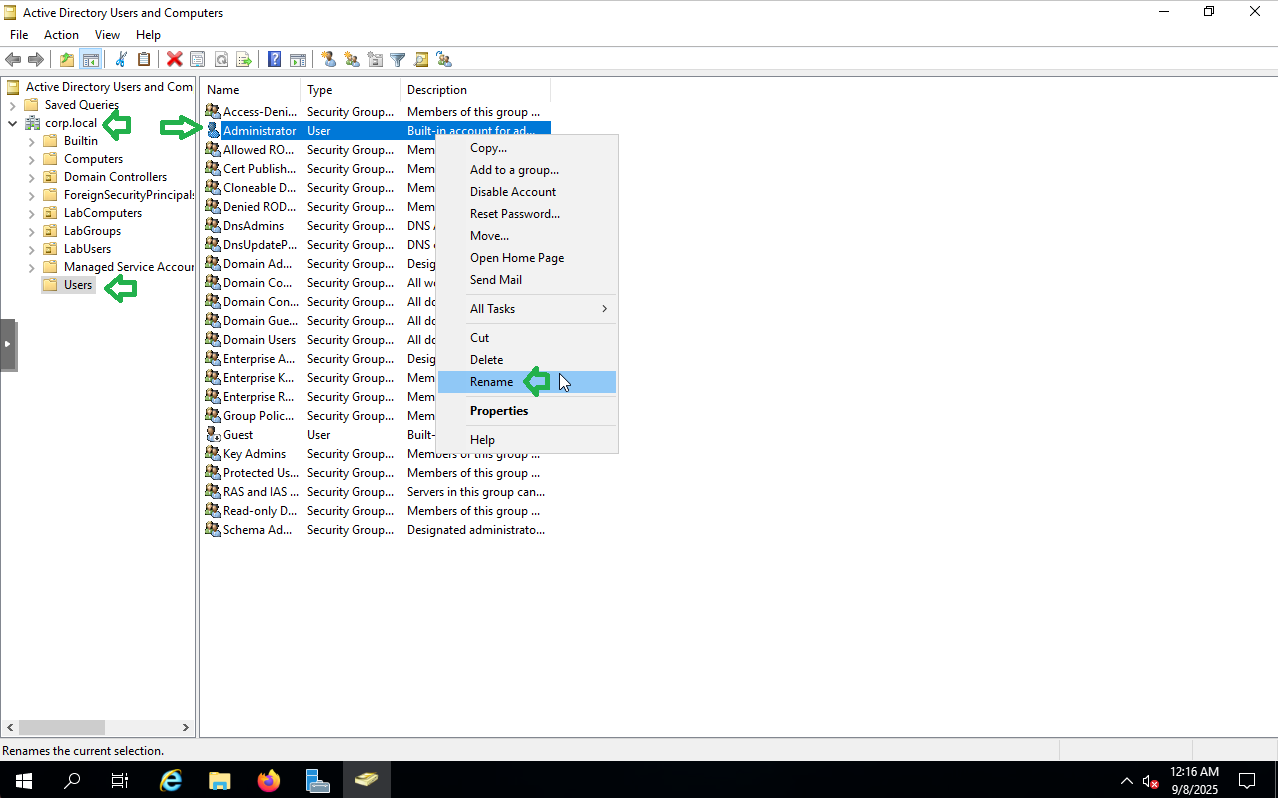 Active Directory Users and Computers
File Action View Help
Active Directory Users and Com
Saved Queries
corp.local
Builtin
Computers
Domain Controllers
ForeignSecurityPrincipals
LabComputers
LabGroups
LabUsers
Managed Service Accour
Users
Name Type Description
Access-Deni... Security Group... Members of this group ...
Administrator User Built-in account for ad...
Allowed RO... Security Group... Mem
Cert Publish... Security Group... Mem
Cloneable D... Security Group... Mem
Denied ROD... Security Group... Mem
DnsAdmins Security Group... DNS
DnsUpdateP... Security Group... DNS
Domain Ad... Security Group... Desig
Domain Co... Security Group... All
Domain Con... Security Group... All do
Domain Gue... Security Group... All do
Domain Users Security Group... All do
Enterprise A... Security Group... Desig
Enterprise K... Security Group... Mem
Enterprise R... Security Group... Mem
Group Polic... Security Group... Mem
Guest User Built-
Key Admins Security Group... Members of this group ...
Protected Us... Security Group... Members of this group ...
RAS and IAS ... Security Group... Servers in this group can...
Read-only D... Security Group... Members of this group ...
Schema Ad... Security Group... Designated administrato...
Copy...
Add to a group...
Disable Account
Reset Password...
Move...
Open Home Page
Send Mail
All Tasks
Cut
Delete
Rename
Properties
Help
Renames the current selection.
12:16 AM
9/8/2025